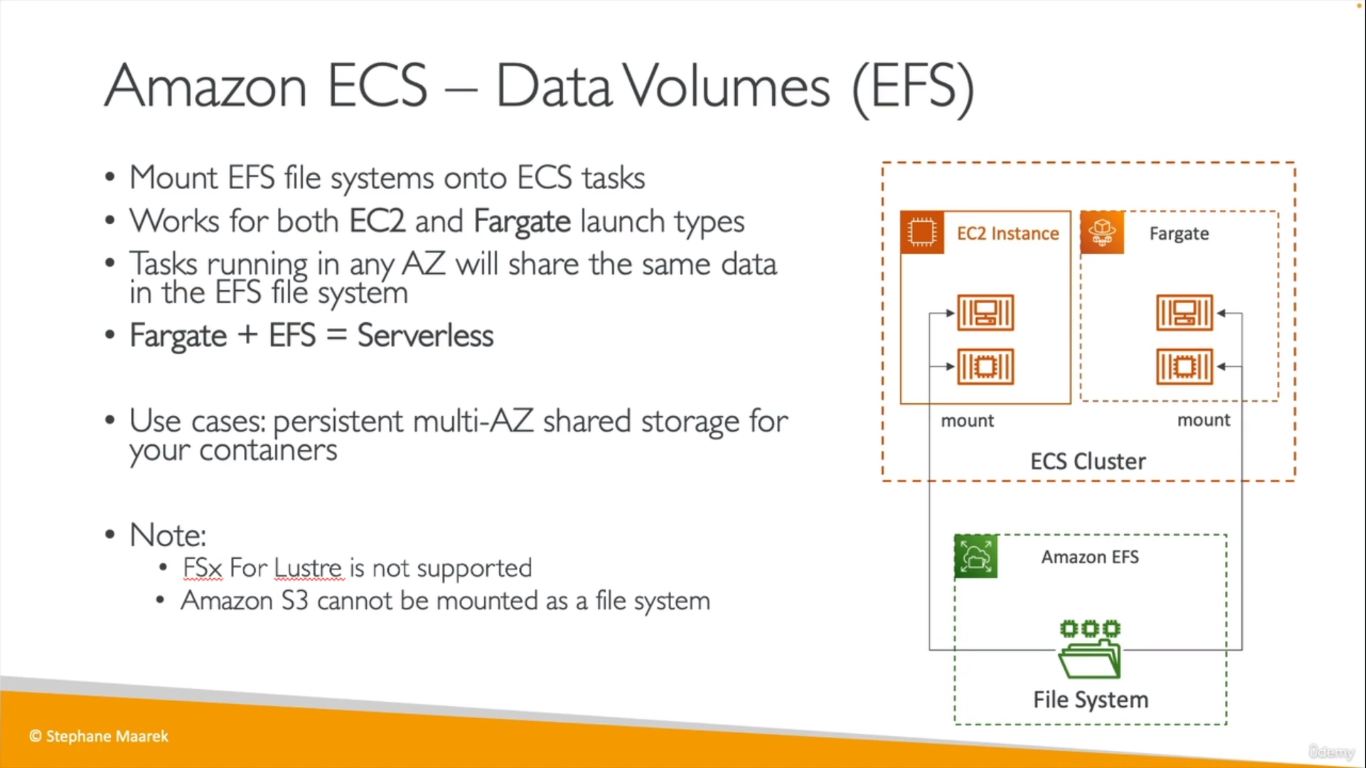 Amazon ECS – Data Volumes (EFS)
• Mount EFS file systems onto ECS tasks
• Works for both EC2 and Fargate launch types
• Tasks running in any AZ will share the same data
in the EFS file system
• Fargate + EFS = Serverless
• Use cases: persistent multi-AZ shared storage for
your containers
• Note:
• FSx For Lustre is not supported
• Amazon S3 cannot be mounted as a file system
EC2 Instance
Fargate
mount
mount
ECS Cluster
Amazon EFS
File System
© Stephane Maarek
ûdemy